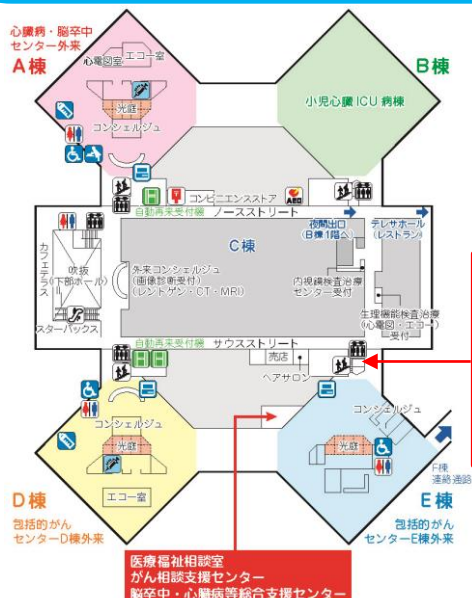 心臓病・脳卒中
センター外来
A棟
心電図室
エコー室
光庭
コンシェルジュ
B棟
小児心臓ICU病棟
コンビニエンスストア
AED
自動再来受付機
ノースストリート
夜間出口
(B棟1階へ)
テレサホール
(レストラン)
C棟
カフェテラス
吹抜
(下部ホール)
スターバックス
外来コンシェルジュ
(画像診断受付)
(レントゲン・CT・MRI)
内視鏡検査治療
センター受付
生理機能検査治療
(心電図・エコー)
受付
自動再来受付機
サウスストリート
売店
ヘアサロン
コンシェルジュ
光庭
エコー室
D棟
包括的がん
センターD棟外来
コンシェルジュ
光庭
F棟
連絡通路
E棟
包括的がん
センターE棟外来
医療福祉相談室
がん相談支援センター
脳卒中・心臓病等総合支援センター